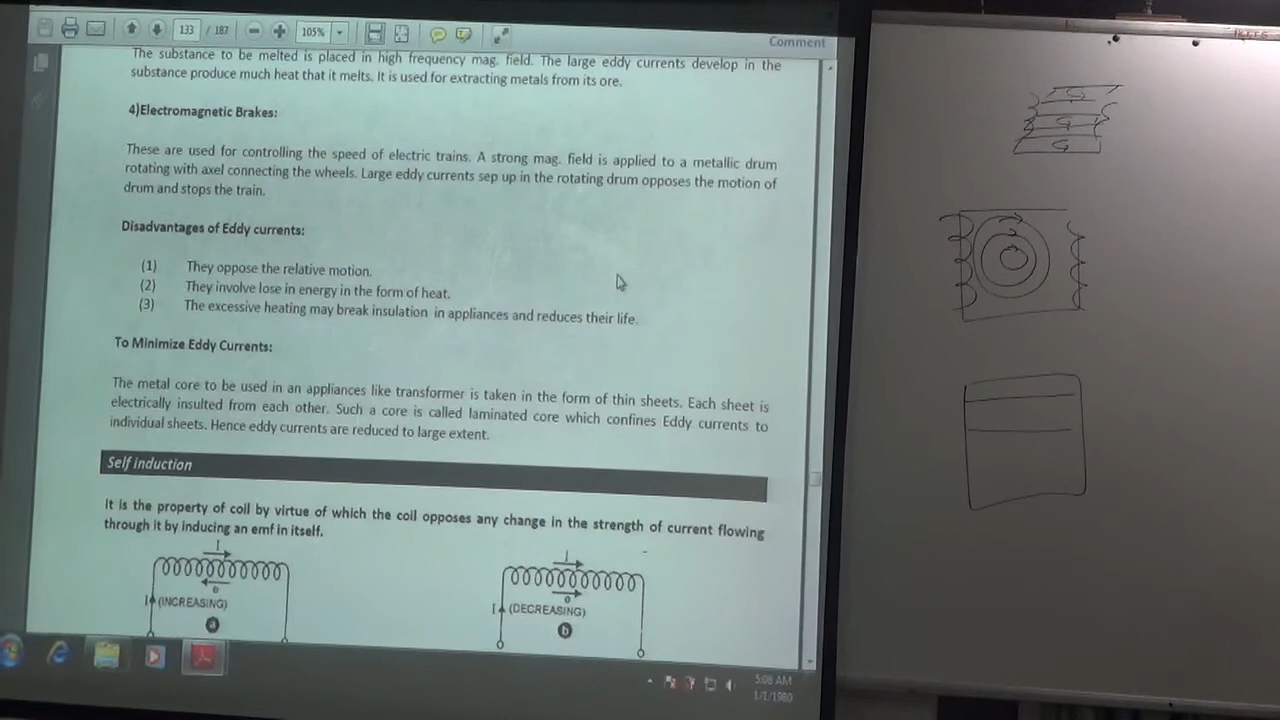 133 / 187
105%
Comment
The substance to be melted is placed in high frequency mag. field. The large eddy currents develop in the
substance produce much heat that it melts. It is used for extracting metals from its ore.
4)Electromagnetic Brakes:
These are used for controlling the speed of electric trains. A strong mag. field is applied to a metallic drum
rotating with axel connecting the wheels. Large eddy currents sep up in the rotating drum opposes the motion of
drum and stops the train.
Disadvantages of Eddy currents:
(1) They oppose the relative motion.
(2) They involve lose in energy in the form of heat.
(3) The excessive heating may break insulation in appliances and reduces their life.
To Minimize Eddy Currents:
The metal core to be used in an appliances like transformer is taken in the form of thin sheets. Each sheet is
electrically insulted from each other. Such a core is called laminated core which confines Eddy currents to
individual sheets. Hence eddy currents are reduced to large extent.
Self induction
It is the property of coil by virtue of which the coil opposes any change in the strength of current flowing
through it by inducing an emf in itself.
I I
e e
I (INCREASING) I (DECREASING)
a b
5:08 AM
1/1/1980